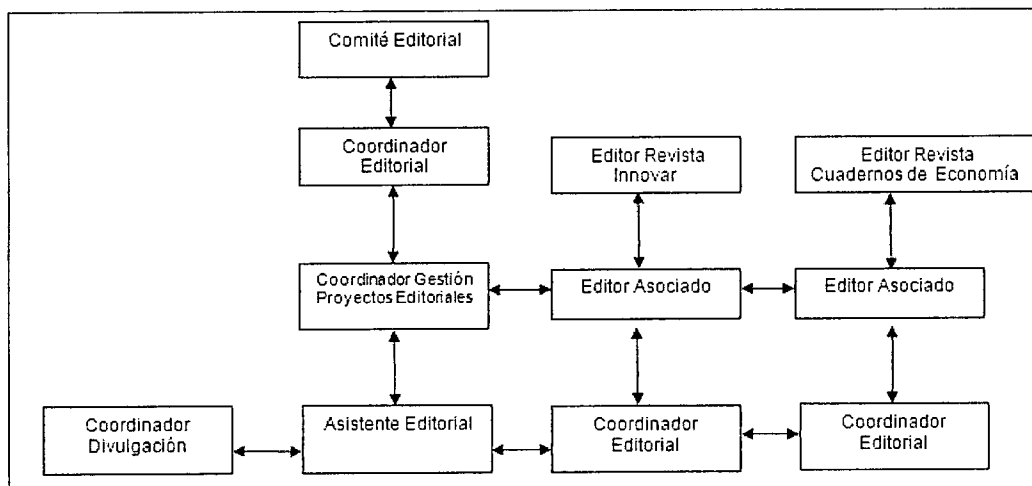 Comité Editorial
Coordinador
Editorial
Editor Revista
Innovar
Editor Revista
Cuadernos de Economía
Coordinador Gestión
Proyectos Editoriales
Editor Asociado
Editor Asociado
Coordinador
Divulgación
Asistente Editorial
Coordinador
Editorial
Coordinador
Editorial